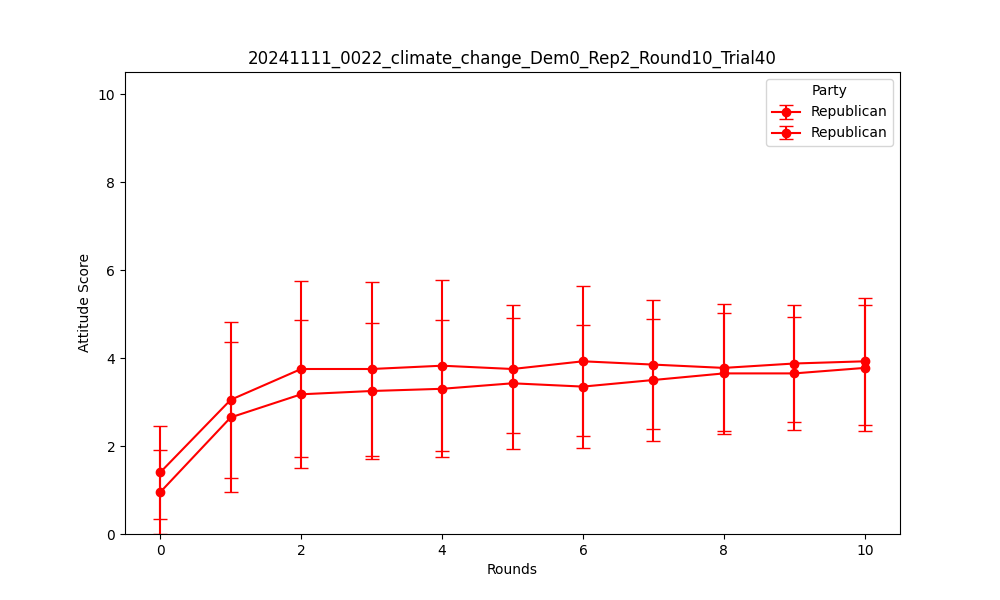 20241111_0022_climate_change_Dem0_Rep2_Round10_Trial40
Party
Republican
Republican
10
8
6
4
2
0
Attitude Score
0 2 4 6 8 10
Rounds